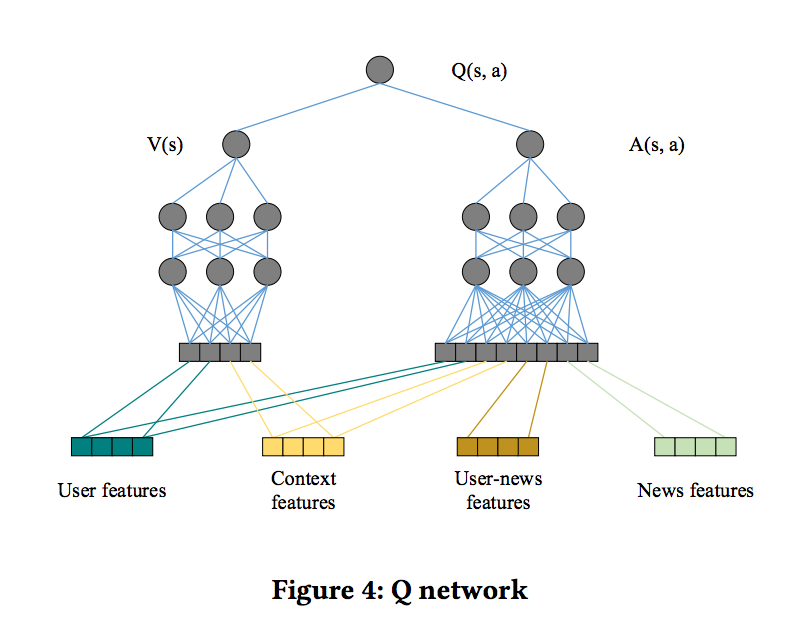 Q(s, a)
V(s)
A(s, a)
User features
Context
features
User-news
features
News features
Figure 4: Q network